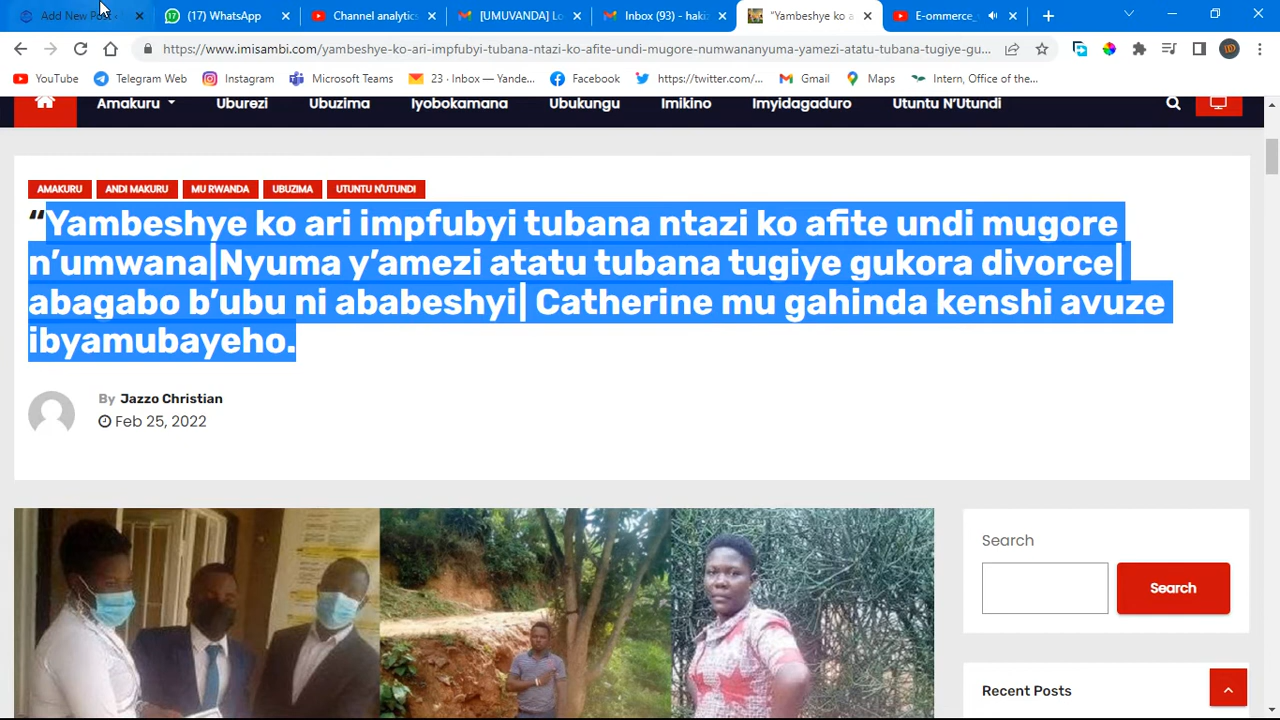 Add New Post
(17) WhatsApp
Channel analytics
[UMUVANDA] Lo
Inbox (93) - haki
“Yambeshye ko a
E-ommerce_
https://www.imisambi.com/yambeshye-ko-ari-impfubyi-tubana-ntazi-ko-afite-undi-mugore-numwananyuma-yamezi-atatu-tubana-tugiye-gu...
YouTube
Telegram Web
Instagram
Microsoft Teams
23 · Inbox — Yande...
Facebook
https://twitter.com/...
Gmail
Maps
Intern, Office of the...
Amakuru
Uburezi
Ubuzima
Iyobokamana
Ubukungu
Imikino
Imyidagaduro
Utuntu N’Utundi
AMAKURU
ANDI MAKURU
MU RWANDA
UBUZIMA
UTUNTU N'UTUNDI
“Yambeshye ko ari impfubyi tubana ntazi ko afite undi mugore
n’umwana|Nyuma y’amezi atatu tubana tugiye gukora divorce|
abagabo b’ubu ni ababeshyi| Catherine mu gahinda kenshi avuze
ibyamubayeho.
By Jazzo Christian
Feb 25, 2022
Search
Search
Recent Posts